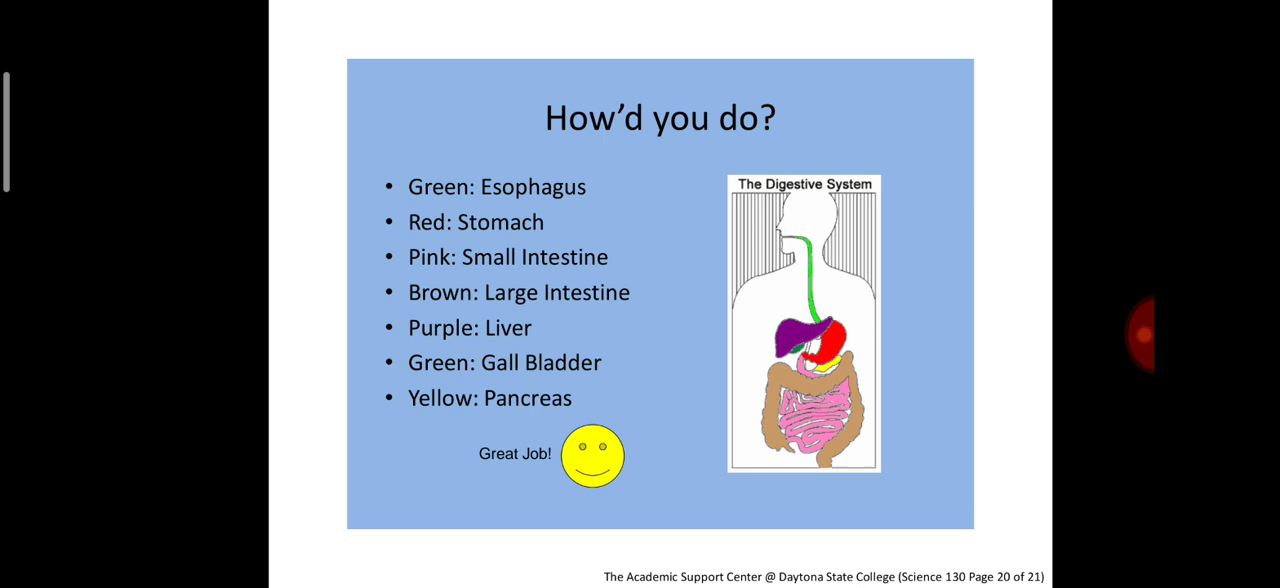 How’d you do?
• Green: Esophagus
• Red: Stomach
• Pink: Small Intestine
• Brown: Large Intestine
• Purple: Liver
• Green: Gall Bladder
• Yellow: Pancreas
Great Job!
The Digestive System
The Academic Support Center @ Daytona State College (Science 130 Page 20 of 21)